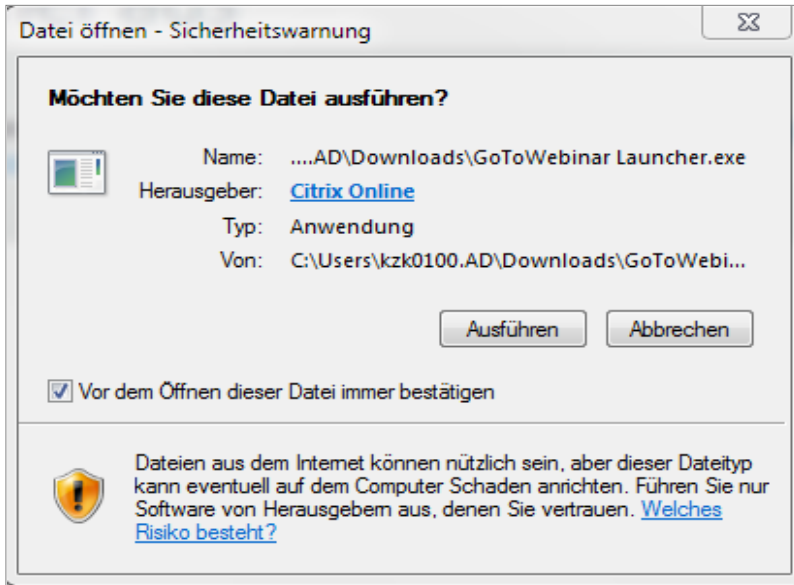 Datei öffnen - Sicherheitswarnung
Möchten Sie diese Datei ausführen?
Name: ....AD\Downloads\GoToWebinar Launcher.exe
Herausgeber: Citrix Online
Typ: Anwendung
Von: C:\Users\kzk0100.AD\Downloads\GoToWebi...
Ausführen Abbrechen
Vor dem Öffnen dieser Datei immer bestätigen
Dateien aus dem Internet können nützlich sein, aber dieser Dateityp
kann eventuell auf dem Computer Schaden anrichten. Führen Sie nur
Software von Herausgebern aus, denen Sie vertrauen. Welches
Risiko besteht?